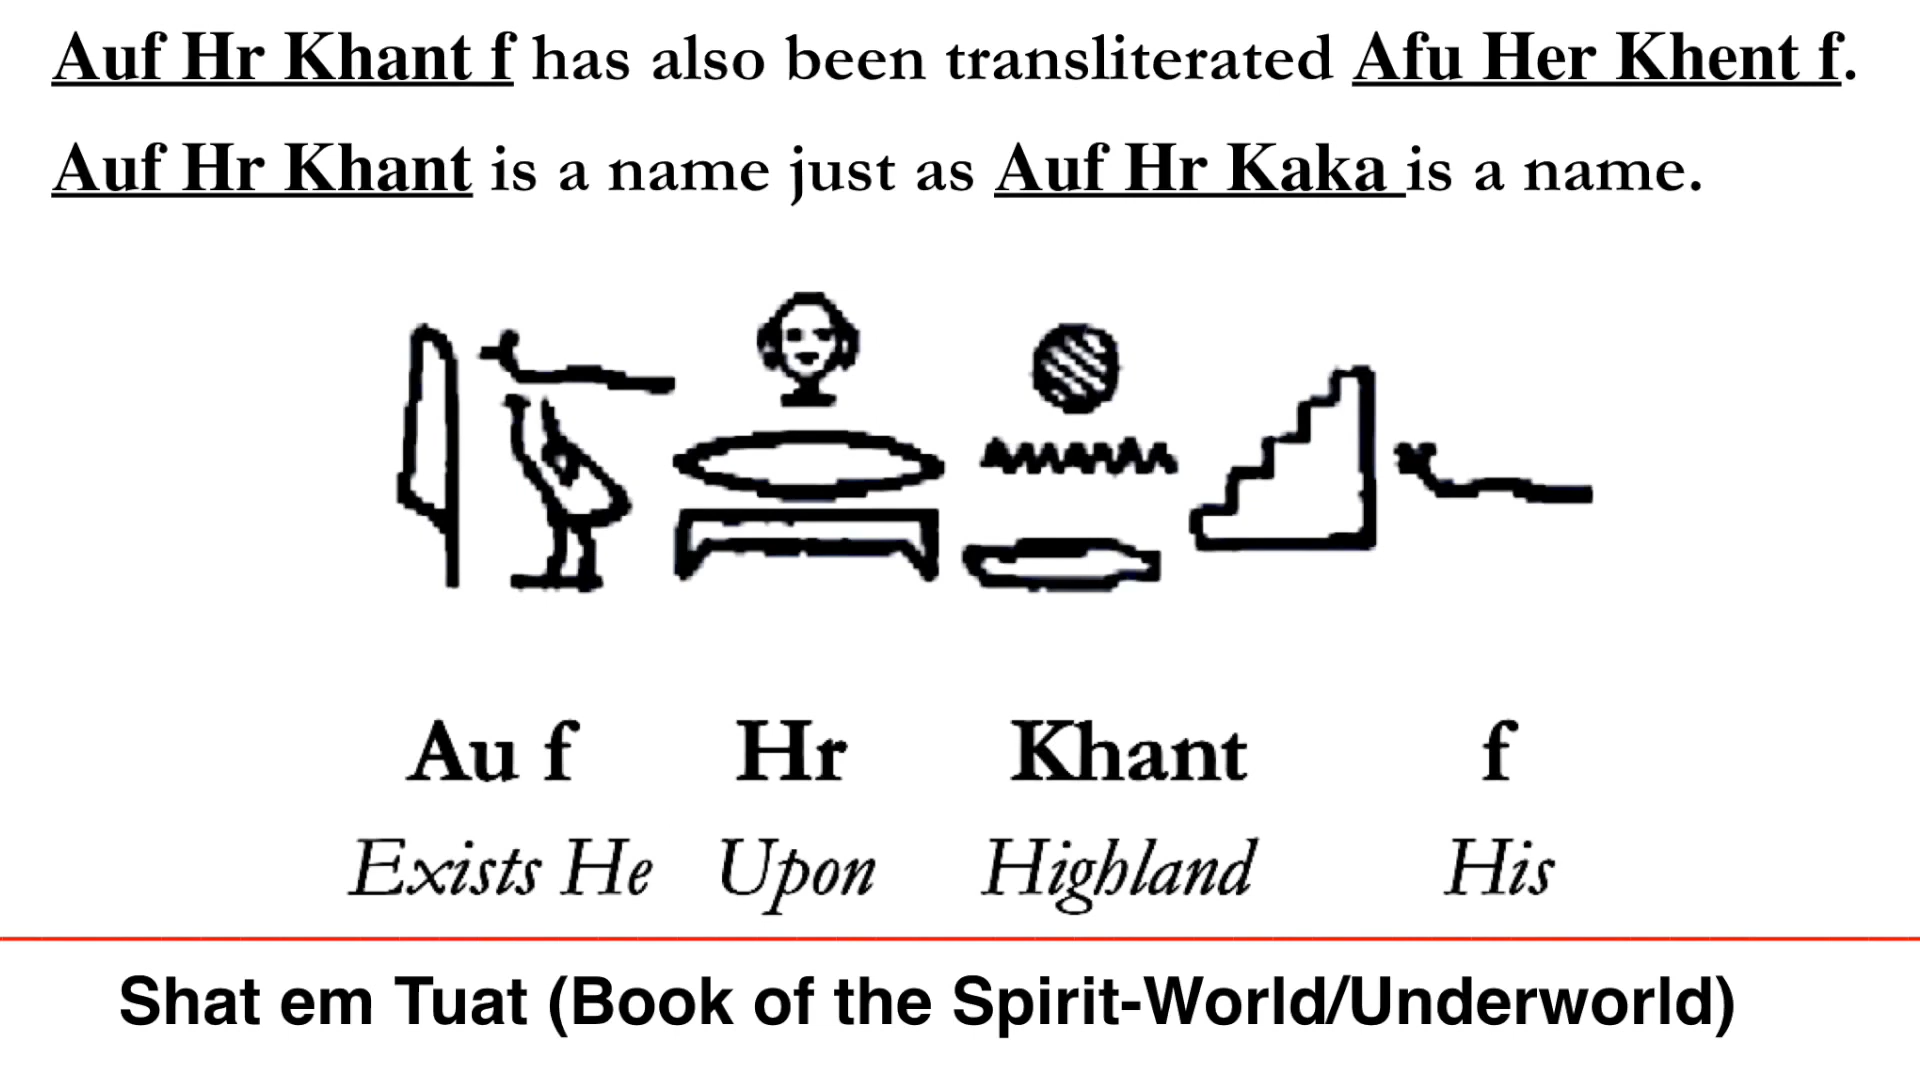 Auf Hr Khant f has also been transliterated Afu Her Khent f.
Auf Hr Khant is a name just as Auf Hr Kaka is a name.
𓇋𓆑𓅱𓁷𓂋𓇯𓐍𓈖𓊍𓆑
Au f Hr Khant f
Exists He Upon Highland His
Shat em Tuat (Book of the Spirit-World/Underworld)